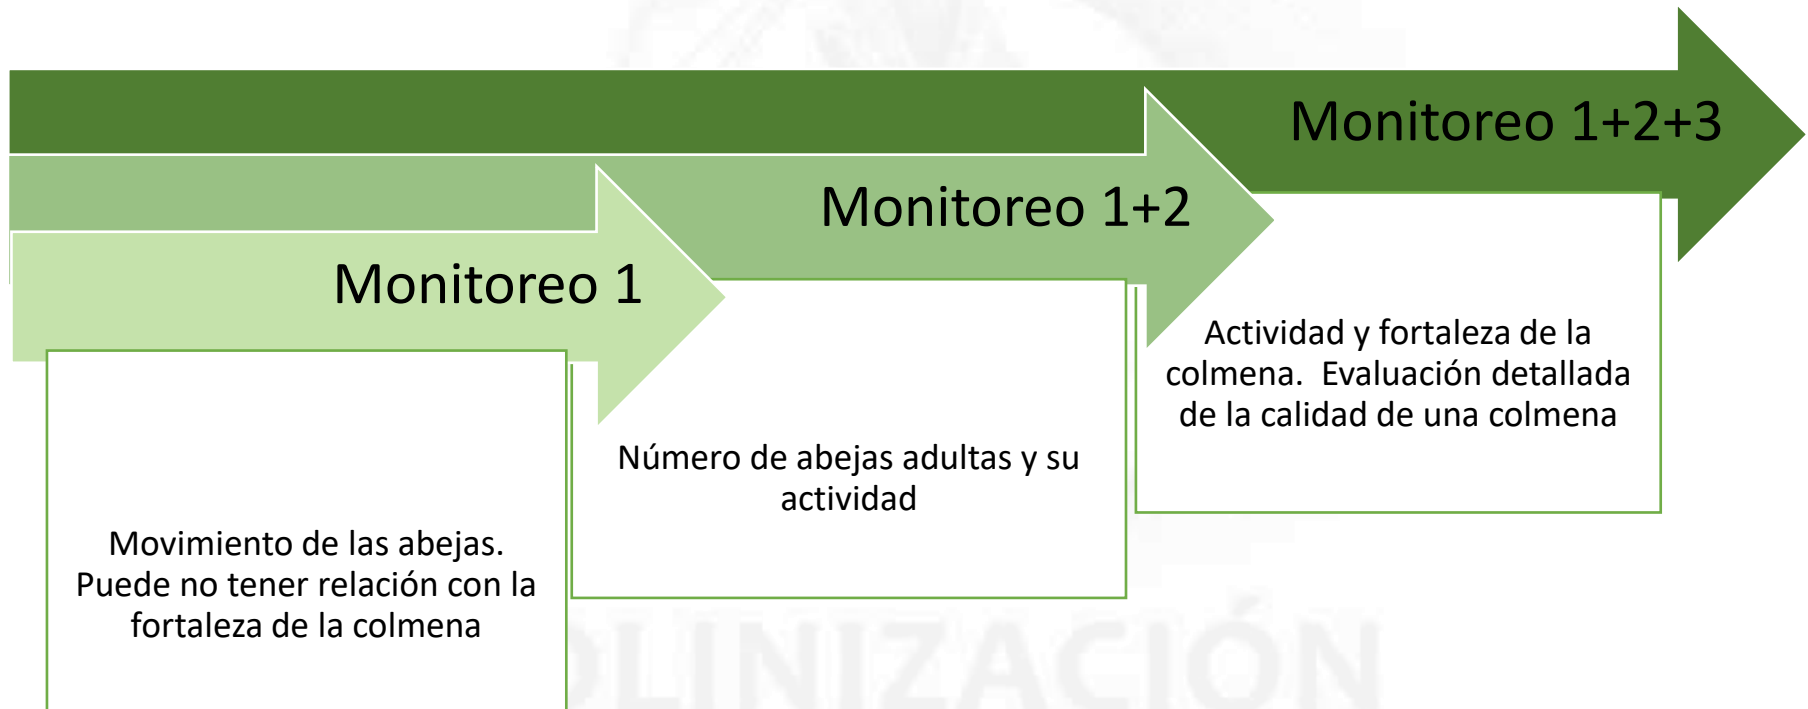 Monitoreo 1+2+3
Monitoreo 1+2
Monitoreo 1
Actividad y fortaleza de la
colmena. Evaluación detallada
de la calidad de una colmena
Número de abejas adultas y su
actividad
Movimiento de las abejas.
Puede no tener relación con la
fortaleza de la colmena
OLINIZACIÓN